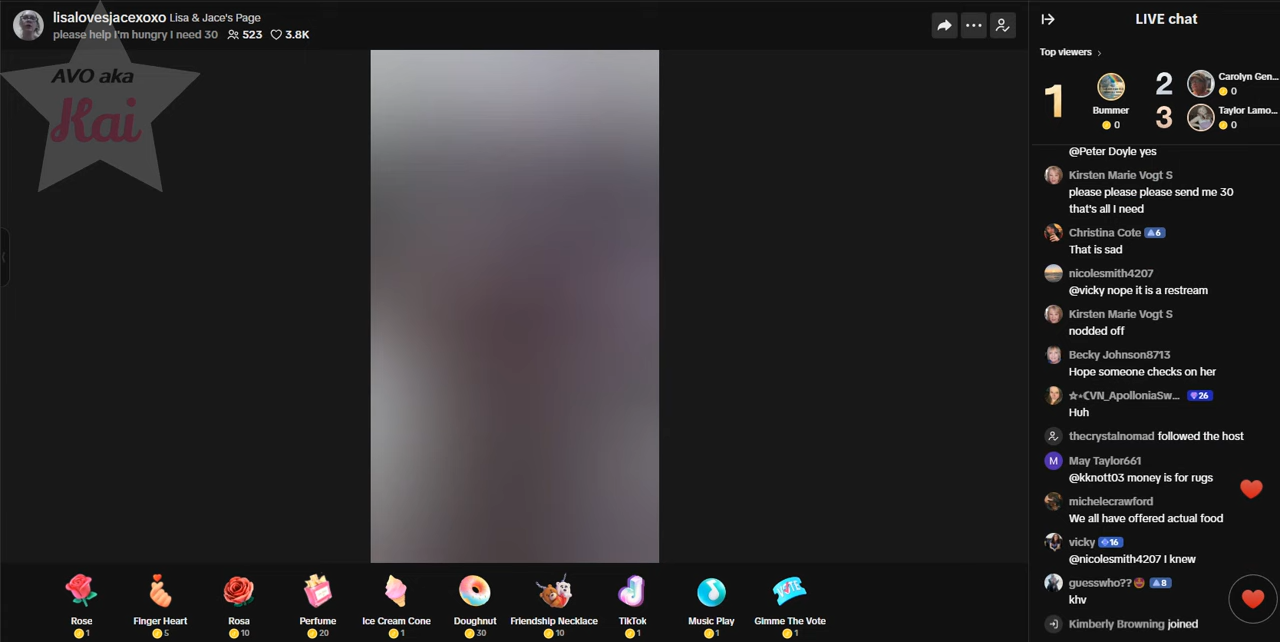 lisalovesjacexoxo Lisa & Jace's Page
please help I'm hungry I need 30 523 3.8K
AVO aka
Kai
LIVE chat
Top viewers
1
Bummer
0
2
Carolyn Gen...
0
3
Taylor Lamo...
0
@Peter Doyle yes
Kirsten Marie Vogt S
please please please send me 30
that's all I need
Christina Cote 6
That is sad
nicolesmith4207
@vicky nope it is a restream
Kirsten Marie Vogt S
nodded off
Becky Johnson8713
Hope someone checks on her
☆⋆ℂVN_ApolloniaSw... 26
Huh
thecrystalnomad followed the host
M May Taylor661
@kknott03 money is for rugs
michelecrawford
We all have offered actual food
vicky 16
@nicolesmith4207 I knew
guesswho?? 8
khv
Kimberly Browning joined
Rose
1
Finger Heart
5
Rosa
10
Perfume
20
Ice Cream Cone
1
Doughnut
30
Friendship Necklace
10
TikTok
1
Music Play
1
Gimme The Vote
1